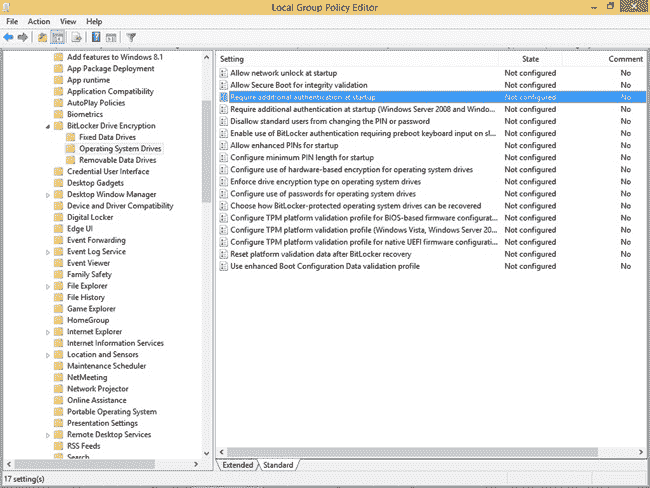 Local Group Policy Editor
File Action View Help
Add features to Windows 8.1
App Package Deployment
App runtime
Application Compatibility
AutoPlay Policies
Biometrics
BitLocker Drive Encryption
Fixed Data Drives
Operating System Drives
Removable Data Drives
Credential User Interface
Desktop Gadgets
Desktop Window Manager
Device and Driver Compatibility
Digital Locker
Edge UI
Event Forwarding
Event Log Service
Event Viewer
Family Safety
File Explorer
File History
Game Explorer
HomeGroup
Internet Explorer
Internet Information Services
Location and Sensors
Maintenance Scheduler
NetMeeting
Network Projector
Online Assistance
Portable Operating System
Presentation Settings
Remote Desktop Services
RSS Feeds
Search
Setting State Comment
Allow network unlock at startup Not configured No
Allow Secure Boot for integrity validation Not configured No
Require additional authentication at startup Not configured No
Require additional authentication at startup (Windows Server 2008 and Windo... Not configured No
Disallow standard users from changing the PIN or password Not configured No
Enable use of BitLocker authentication requiring preboot keyboard input on sl... Not configured No
Allow enhanced PINs for startup Not configured No
Configure minimum PIN length for startup Not configured No
Configure use of hardware-based encryption for operating system drives Not configured No
Enforce drive encryption type on operating system drives Not configured No
Configure use of passwords for operating system drives Not configured No
Choose how BitLocker-protected operating system drives can be recovered Not configured No
Configure TPM platform validation profile for BIOS-based firmware configurat... Not configured No
Configure TPM platform validation profile (Windows Vista, Windows Server 20... Not configured No
Configure TPM platform validation profile for native UEFI firmware configurati... Not configured No
Reset platform validation data after BitLocker recovery Not configured No
Use enhanced Boot Configuration Data validation profile Not configured No
Extended Standard
17 setting(s)